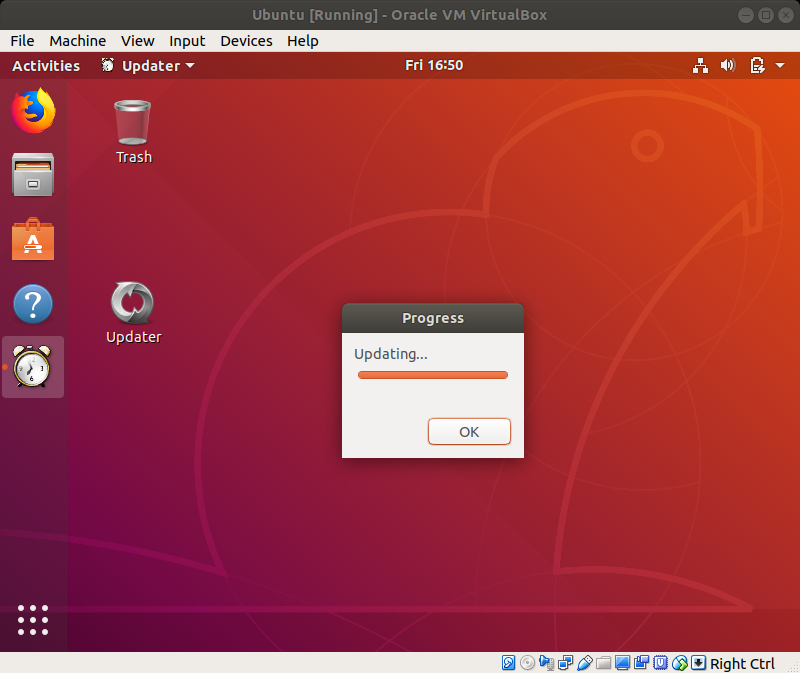 Ubuntu [Running] - Oracle VM VirtualBox
File Machine View Input Devices Help
Activities Updater Fri 16:50
Trash
Updater
Progress
Updating...
OK
Right Ctrl